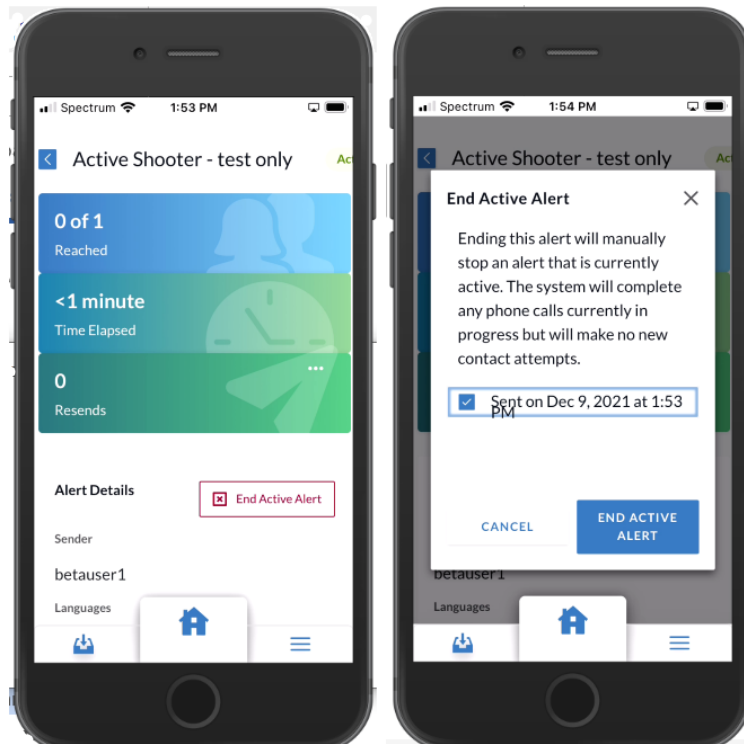 Spectrum 1:53 PM
Active Shooter - test only Act
0 of 1
Reached
<1 minute
Time Elapsed
0
Resends
Alert Details
End Active Alert
Sender
betauser1
Languages
Spectrum 1:54 PM
Active Shooter - test only Act
End Active Alert
Ending this alert will manually
stop an alert that is currently
active. The system will complete
any phone calls currently in
progress but will make no new
contact attempts.
Sent on Dec 9, 2021 at 1:53
PM
CANCEL
END ACTIVE
ALERT
betauser1
Languages